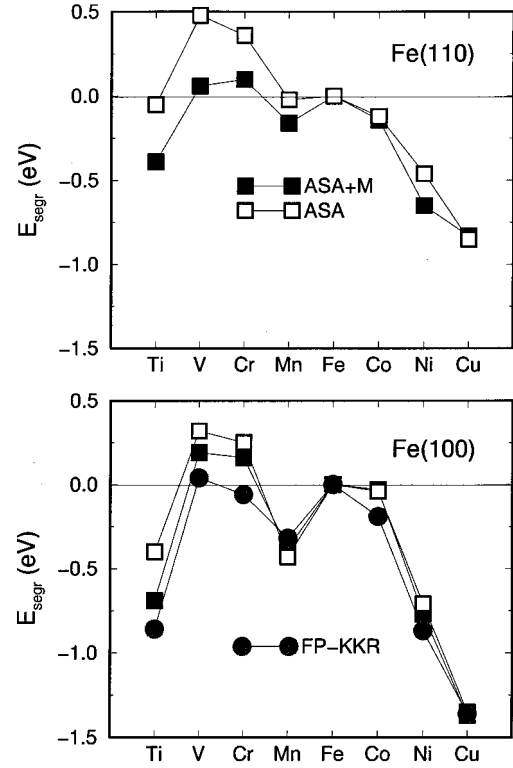 0.5
Fe(110)
0.0
E_segr (eV)
ASA+M
−0.5
ASA
−1.0
−1.5
Ti V Cr Mn Fe Co Ni Cu
0.5
Fe(100)
0.0
E_segr (eV)
−0.5
FP−KKR
−1.0
−1.5
Ti V Cr Mn Fe Co Ni Cu